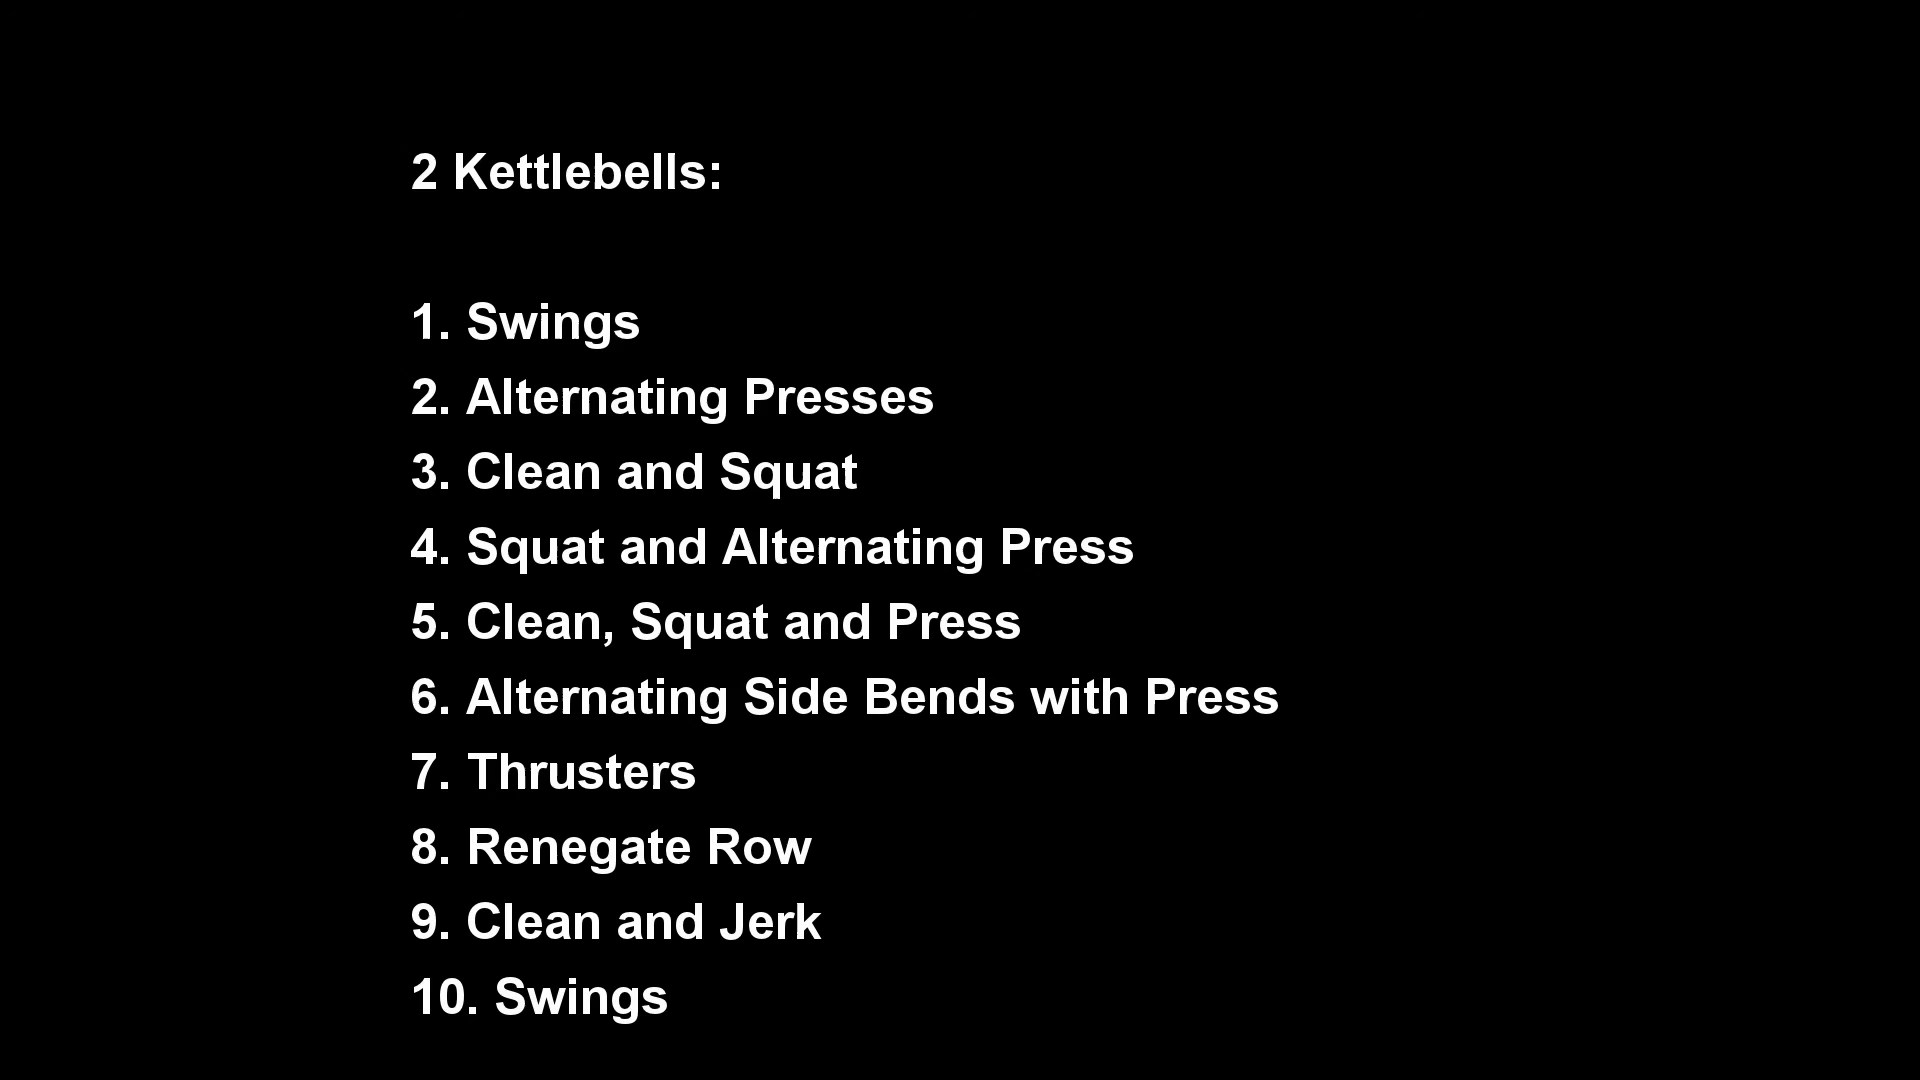 2 Kettlebells:
1. Swings
2. Alternating Presses
3. Clean and Squat
4. Squat and Alternating Press
5. Clean, Squat and Press
6. Alternating Side Bends with Press
7. Thrusters
8. Renegate Row
9. Clean and Jerk
10. Swings